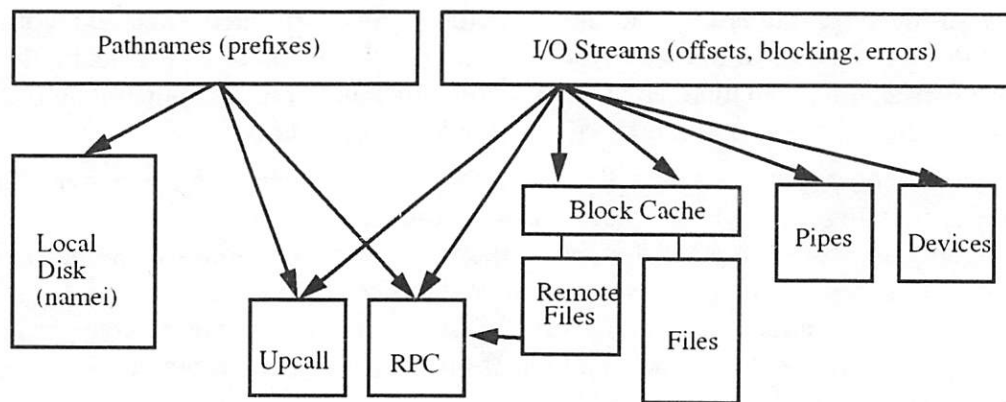 Pathnames (prefixes)
I/O Streams (offsets, blocking, errors)
Local
Disk
(namei)
Block Cache
Pipes
Devices
Remote
Files
Files
Upcall
RPC